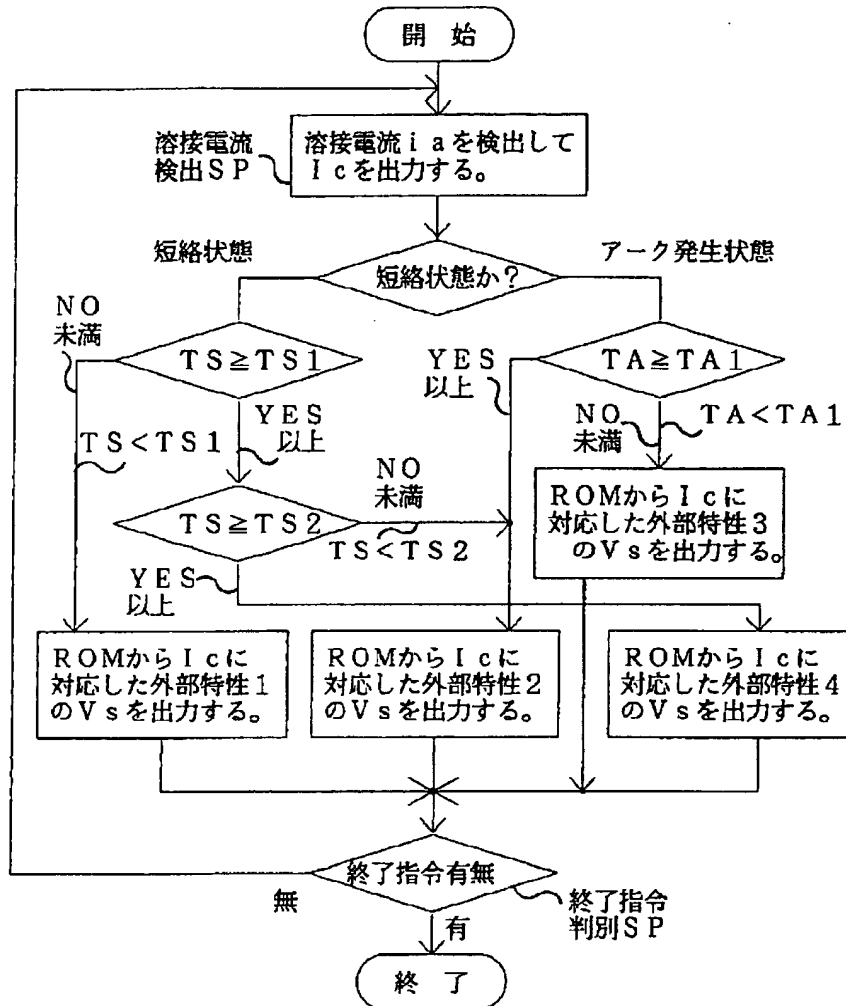 開 始
溶接電流
検出SP
溶接電流iaを検出して
Icを出力する。
短絡状態
アーク発生状態
短絡状態か?
NO
未満
TS≧TS1
YES
以上
TA≧TA1
TS<TS1
YES
以上
NO
未満
TA<TA1
NO
未満
TS≧TS2
TS<TS2
ROMからIcに
対応した外部特性3
のVsを出力する。
YES
以上
ROMからIcに
対応した外部特性1
のVsを出力する。
ROMからIcに
対応した外部特性2
のVsを出力する。
ROMからIcに
対応した外部特性4
のVsを出力する。
終了指令有無
無
終了指令
判別SP
有
終 了